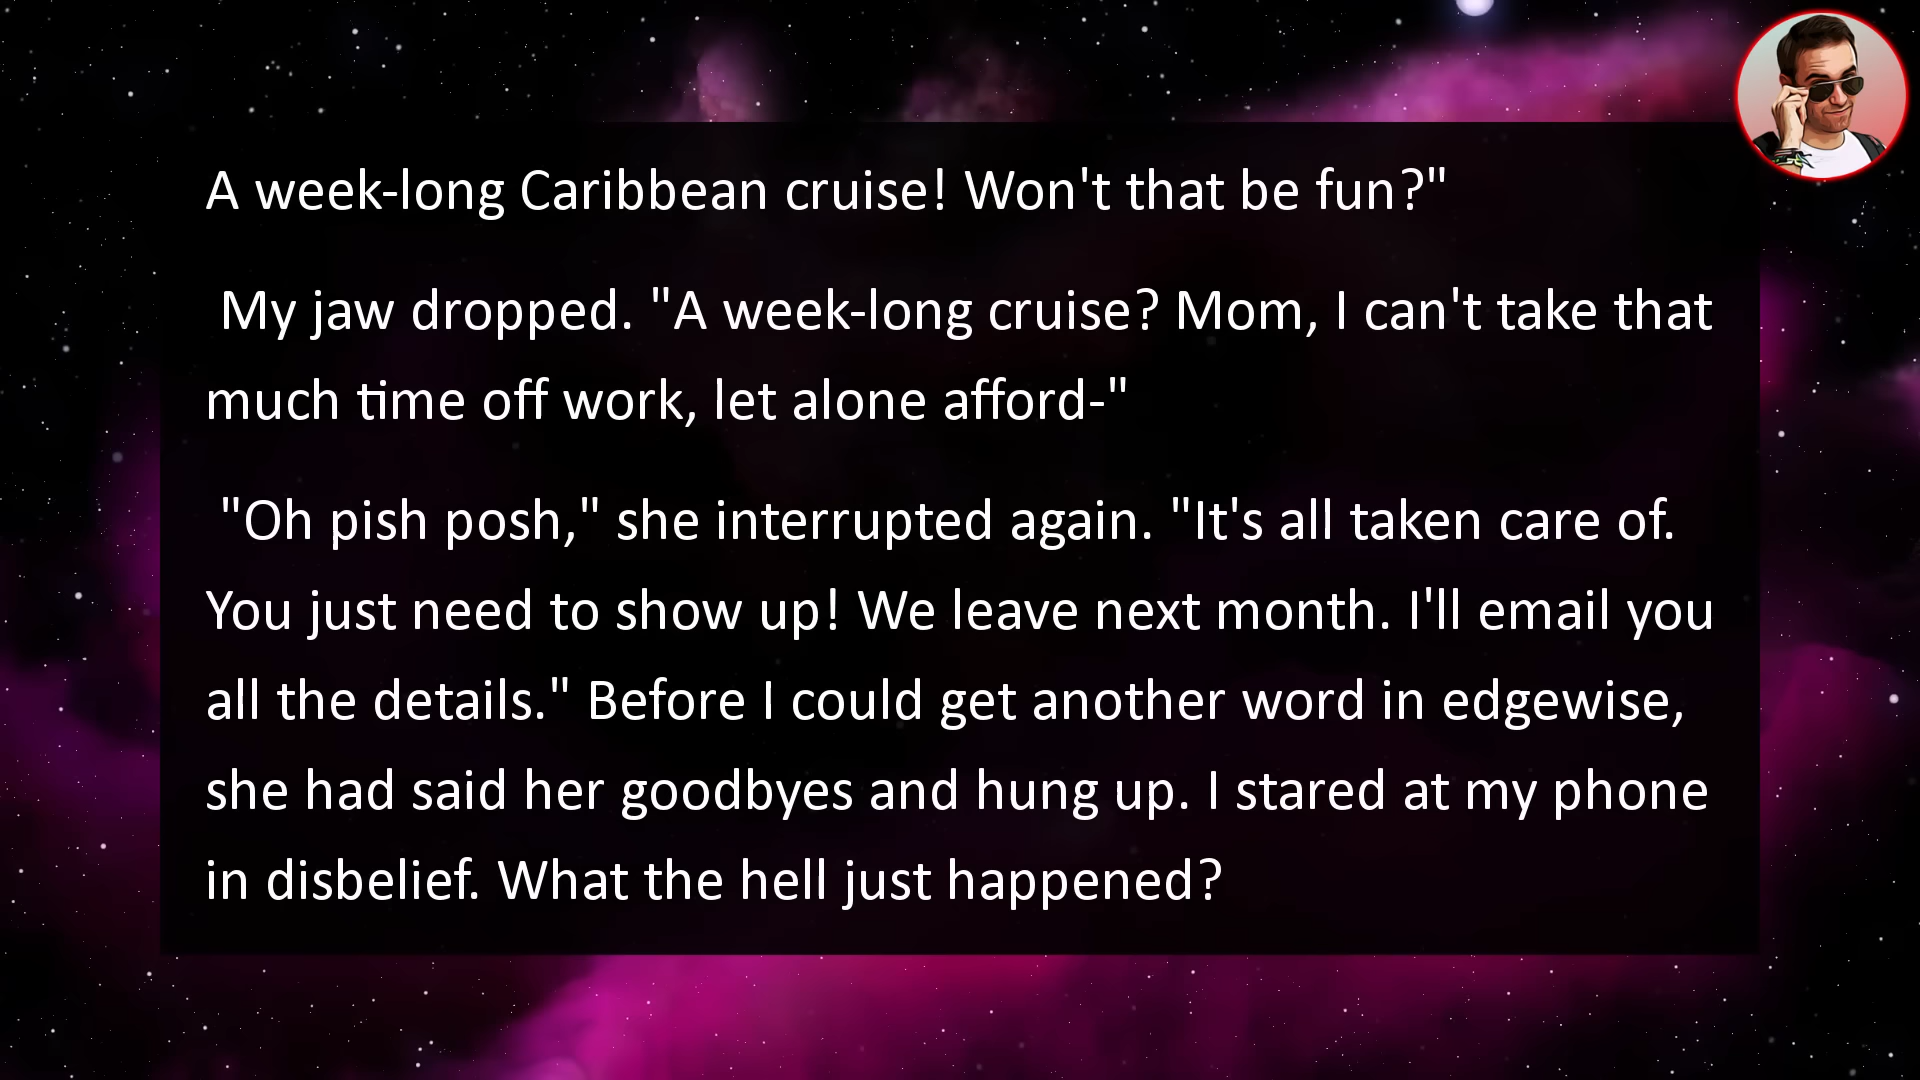 A week-long Caribbean cruise! Won't that be fun?"
My jaw dropped. "A week-long cruise? Mom, I can't take that
much time off work, let alone afford-"
"Oh pish posh," she interrupted again. "It's all taken care of.
You just need to show up! We leave next month. I'll email you
all the details." Before I could get another word in edgewise,
she had said her goodbyes and hung up. I stared at my phone
in disbelief. What the hell just happened?